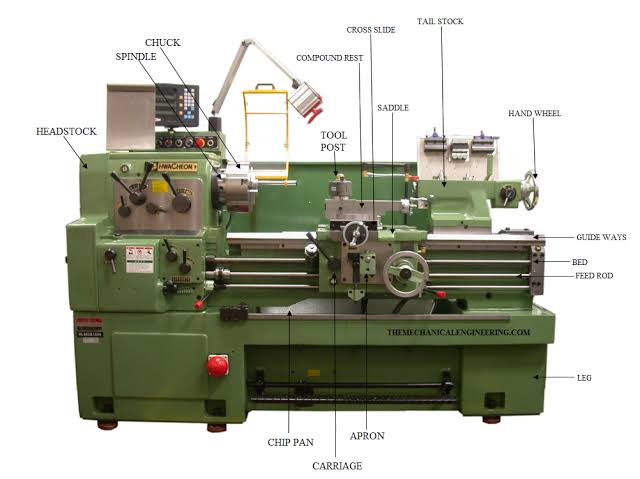 CROSS SLIDE
TAIL STOCK
CHUCK
SPINDLE
COMPOUND REST
SADDLE
HAND WHEEL
HEADSTOCK
TOOL
POST
HWACHEON
GUIDE WAYS
BED
FEED ROD
THEMECHANICALENGINEERING.COM
LEG
CHIP PAN
APRON
CARRIAGE